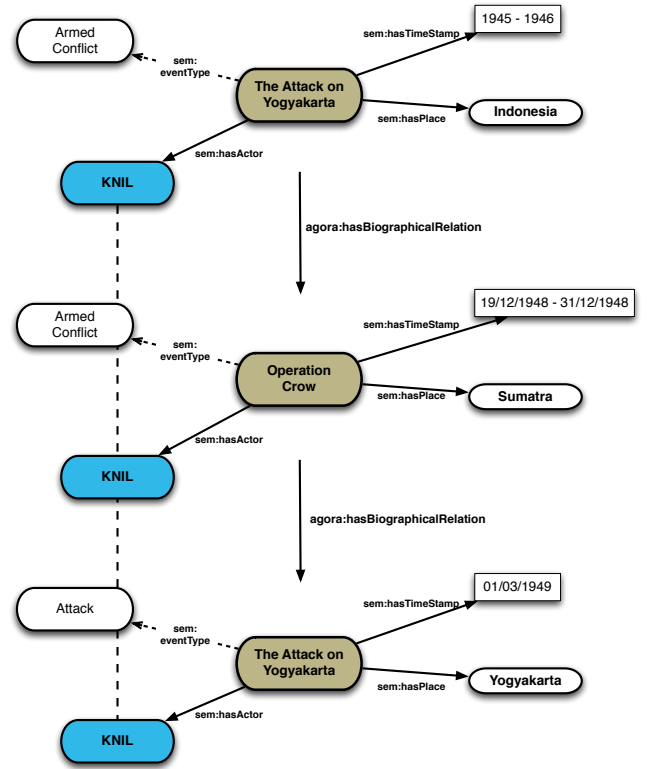 Armed
Conflict
sem:
eventType
sem:hasTimeStamp
1945 - 1946
The Attack on
Yogyakarta
sem:hasPlace
Indonesia
sem:hasActor
KNIL
agora:hasBiographicalRelation
Armed
Conflict
sem:
eventType
sem:hasTimeStamp
19/12/1948 - 31/12/1948
Operation
Crow
sem:hasPlace
Sumatra
sem:hasActor
KNIL
agora:hasBiographicalRelation
Attack
sem:
eventType
sem:hasTimeStamp
01/03/1949
The Attack on
Yogyakarta
sem:hasPlace
Yogyakarta
sem:hasActor
KNIL